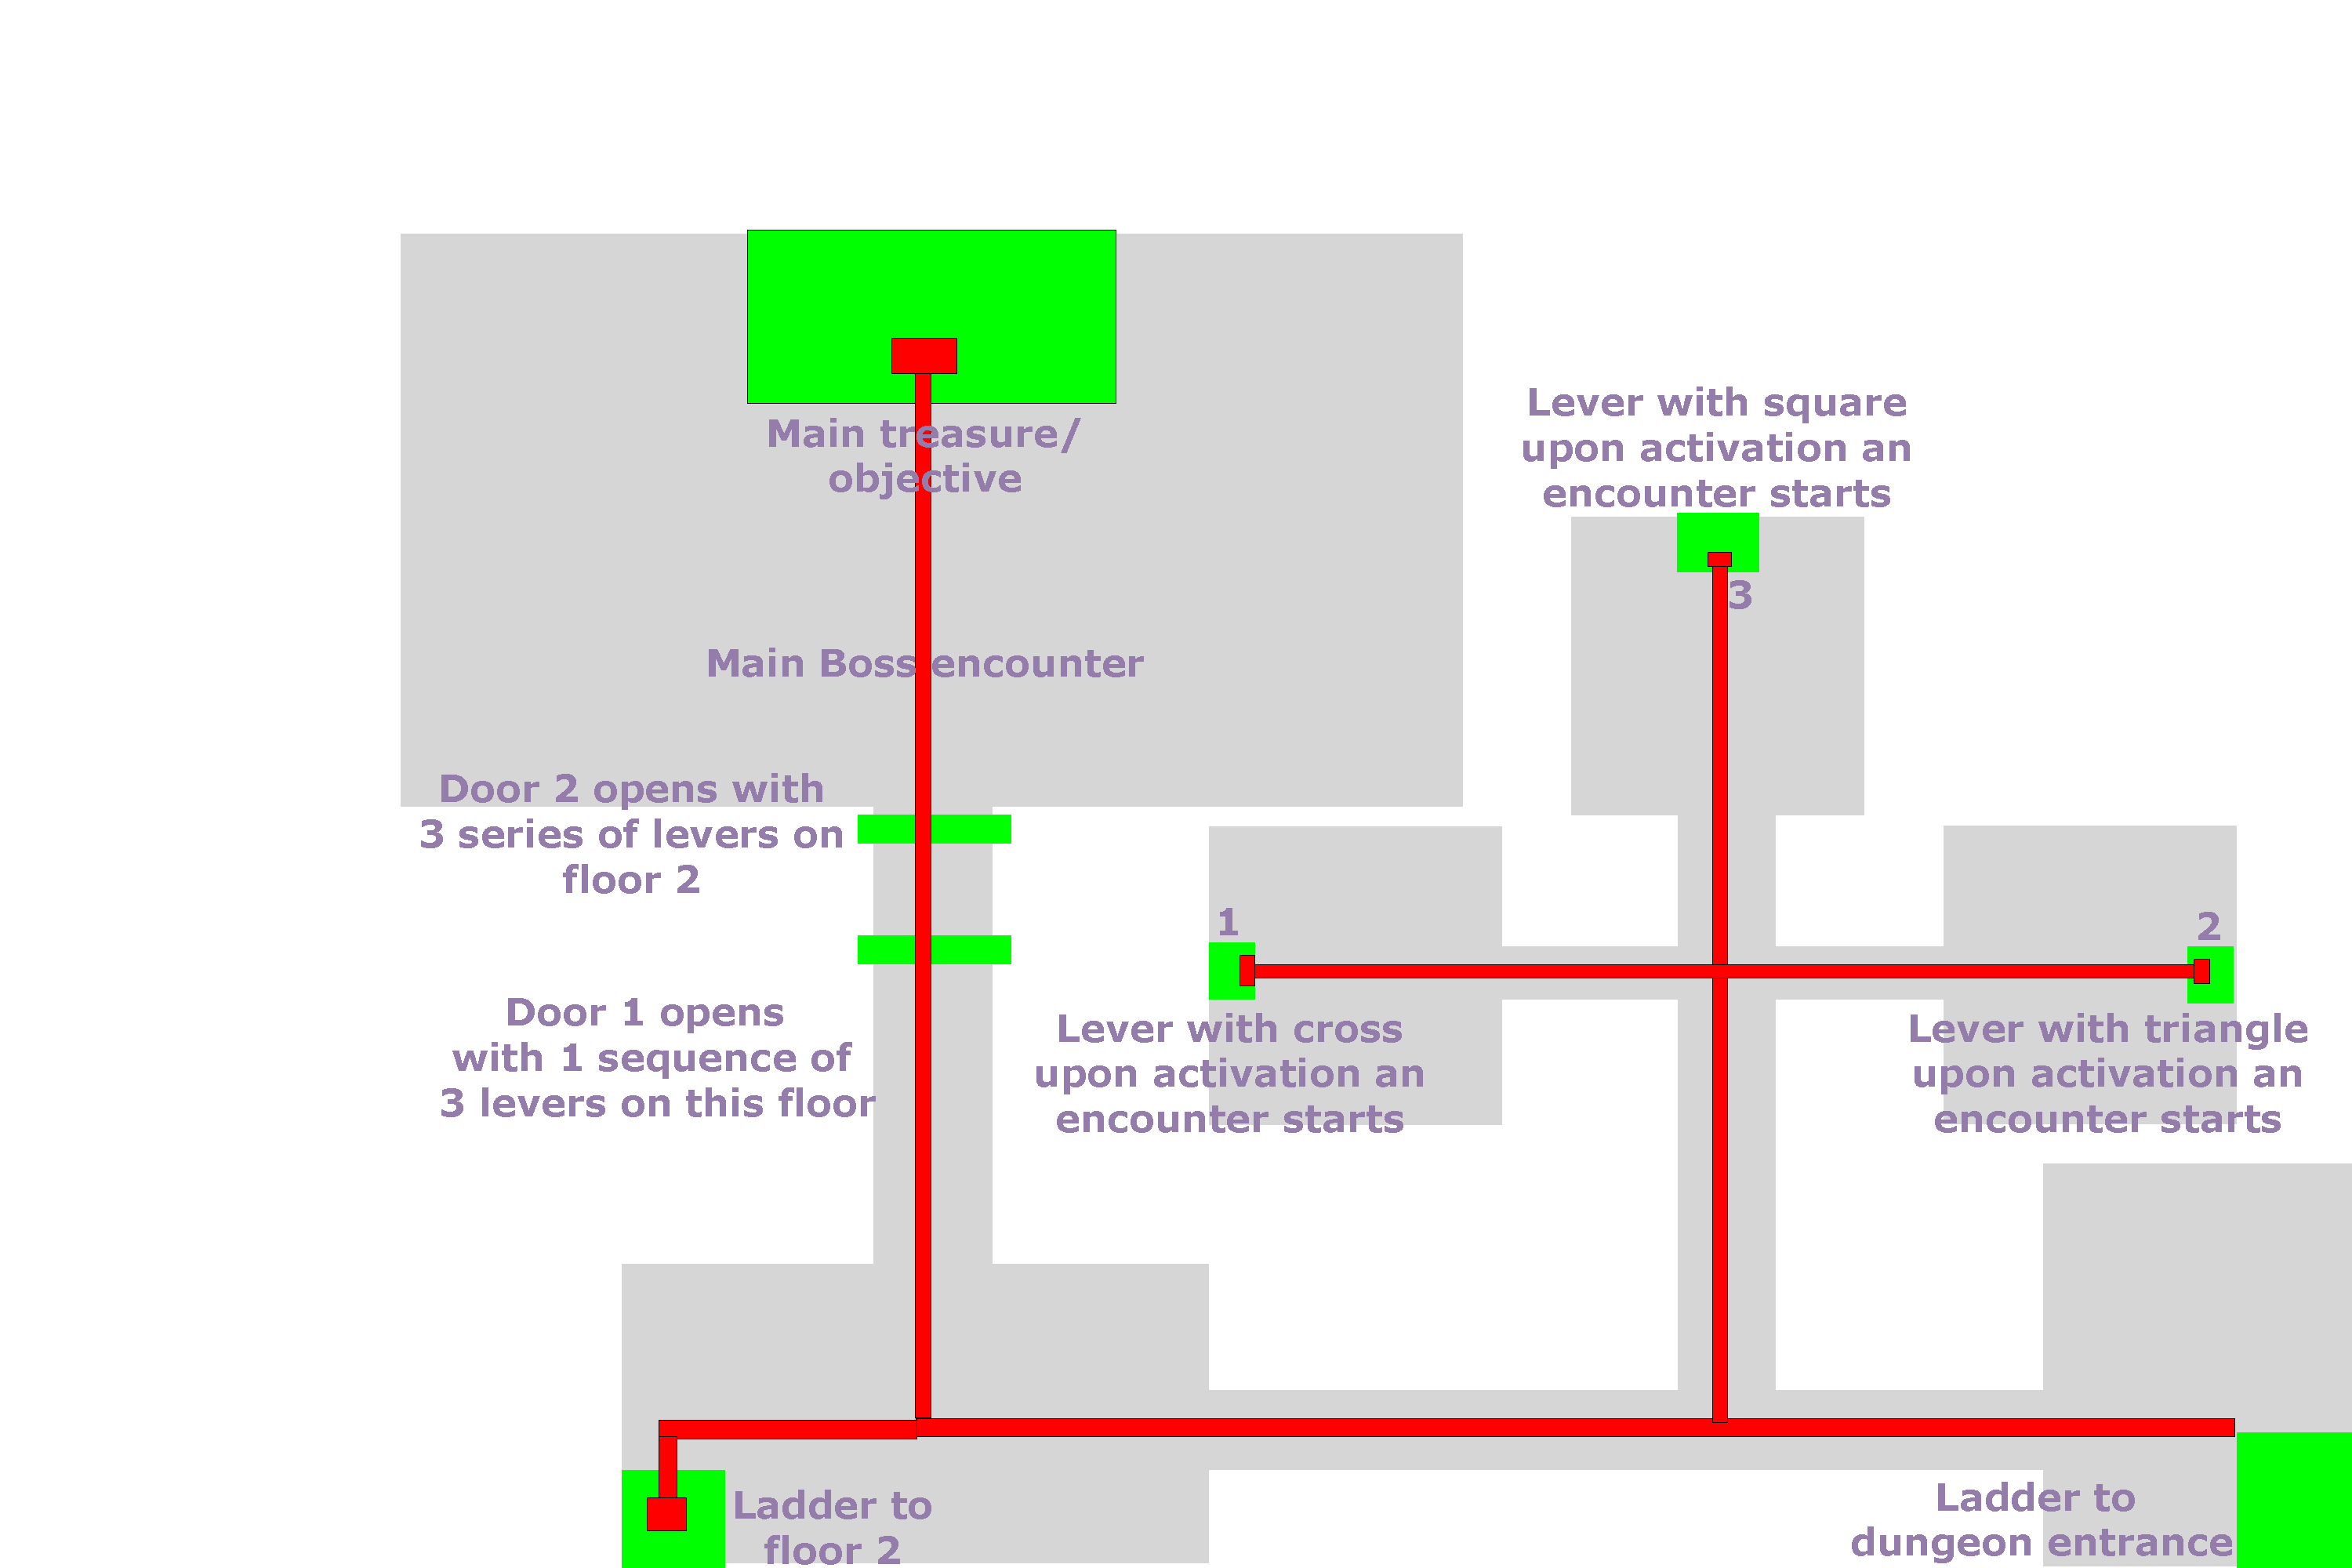 Main treasure/
objective
Lever with square
upon activation an
encounter starts
3
Main Boss encounter
Door 2 opens with
3 series of levers on
floor 2
1
2
Door 1 opens
with 1 sequence of
3 levers on this floor
Lever with cross
upon activation an
encounter starts
Lever with triangle
upon activation an
encounter starts
Ladder to
floor 2
Ladder to
dungeon entrance